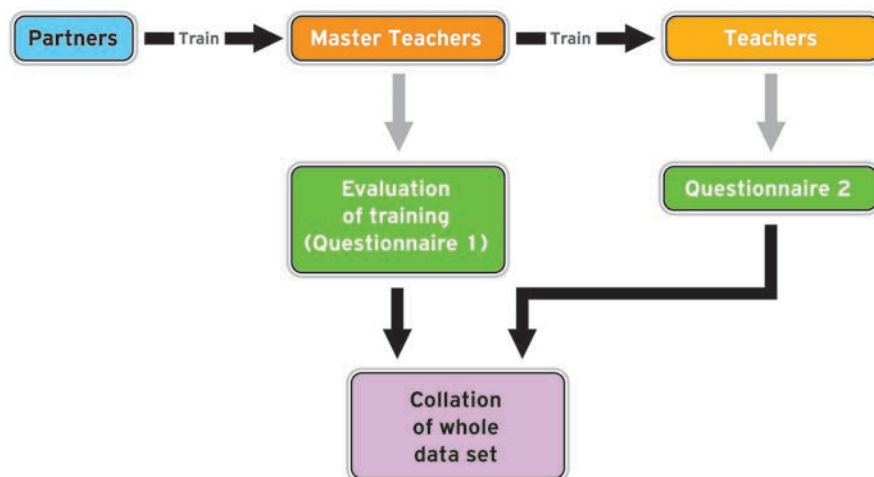 Partners
Train
Master Teachers
Train
Teachers
Evaluation
of training
(Questionnaire 1)
Questionnaire 2
Collation
of whole
data set